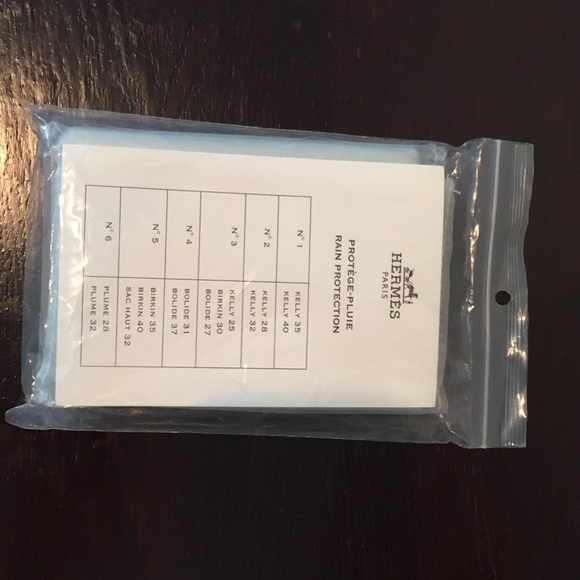 HERMÈS
PARIS
PROTÈGE-PLUIE
RAIN PROTECTION
N° 1
KELLY 35
KELLY 40
N° 2
KELLY 28
KELLY 32
N° 3
KELLY 25
BIRKIN 30
BOLIDE 27
N° 4
BOLIDE 31
BOLIDE 37
N° 5
BIRKIN 35
BIRKIN 40
SAC HAUT 32
N° 6
PLUME 28
PLUME 32